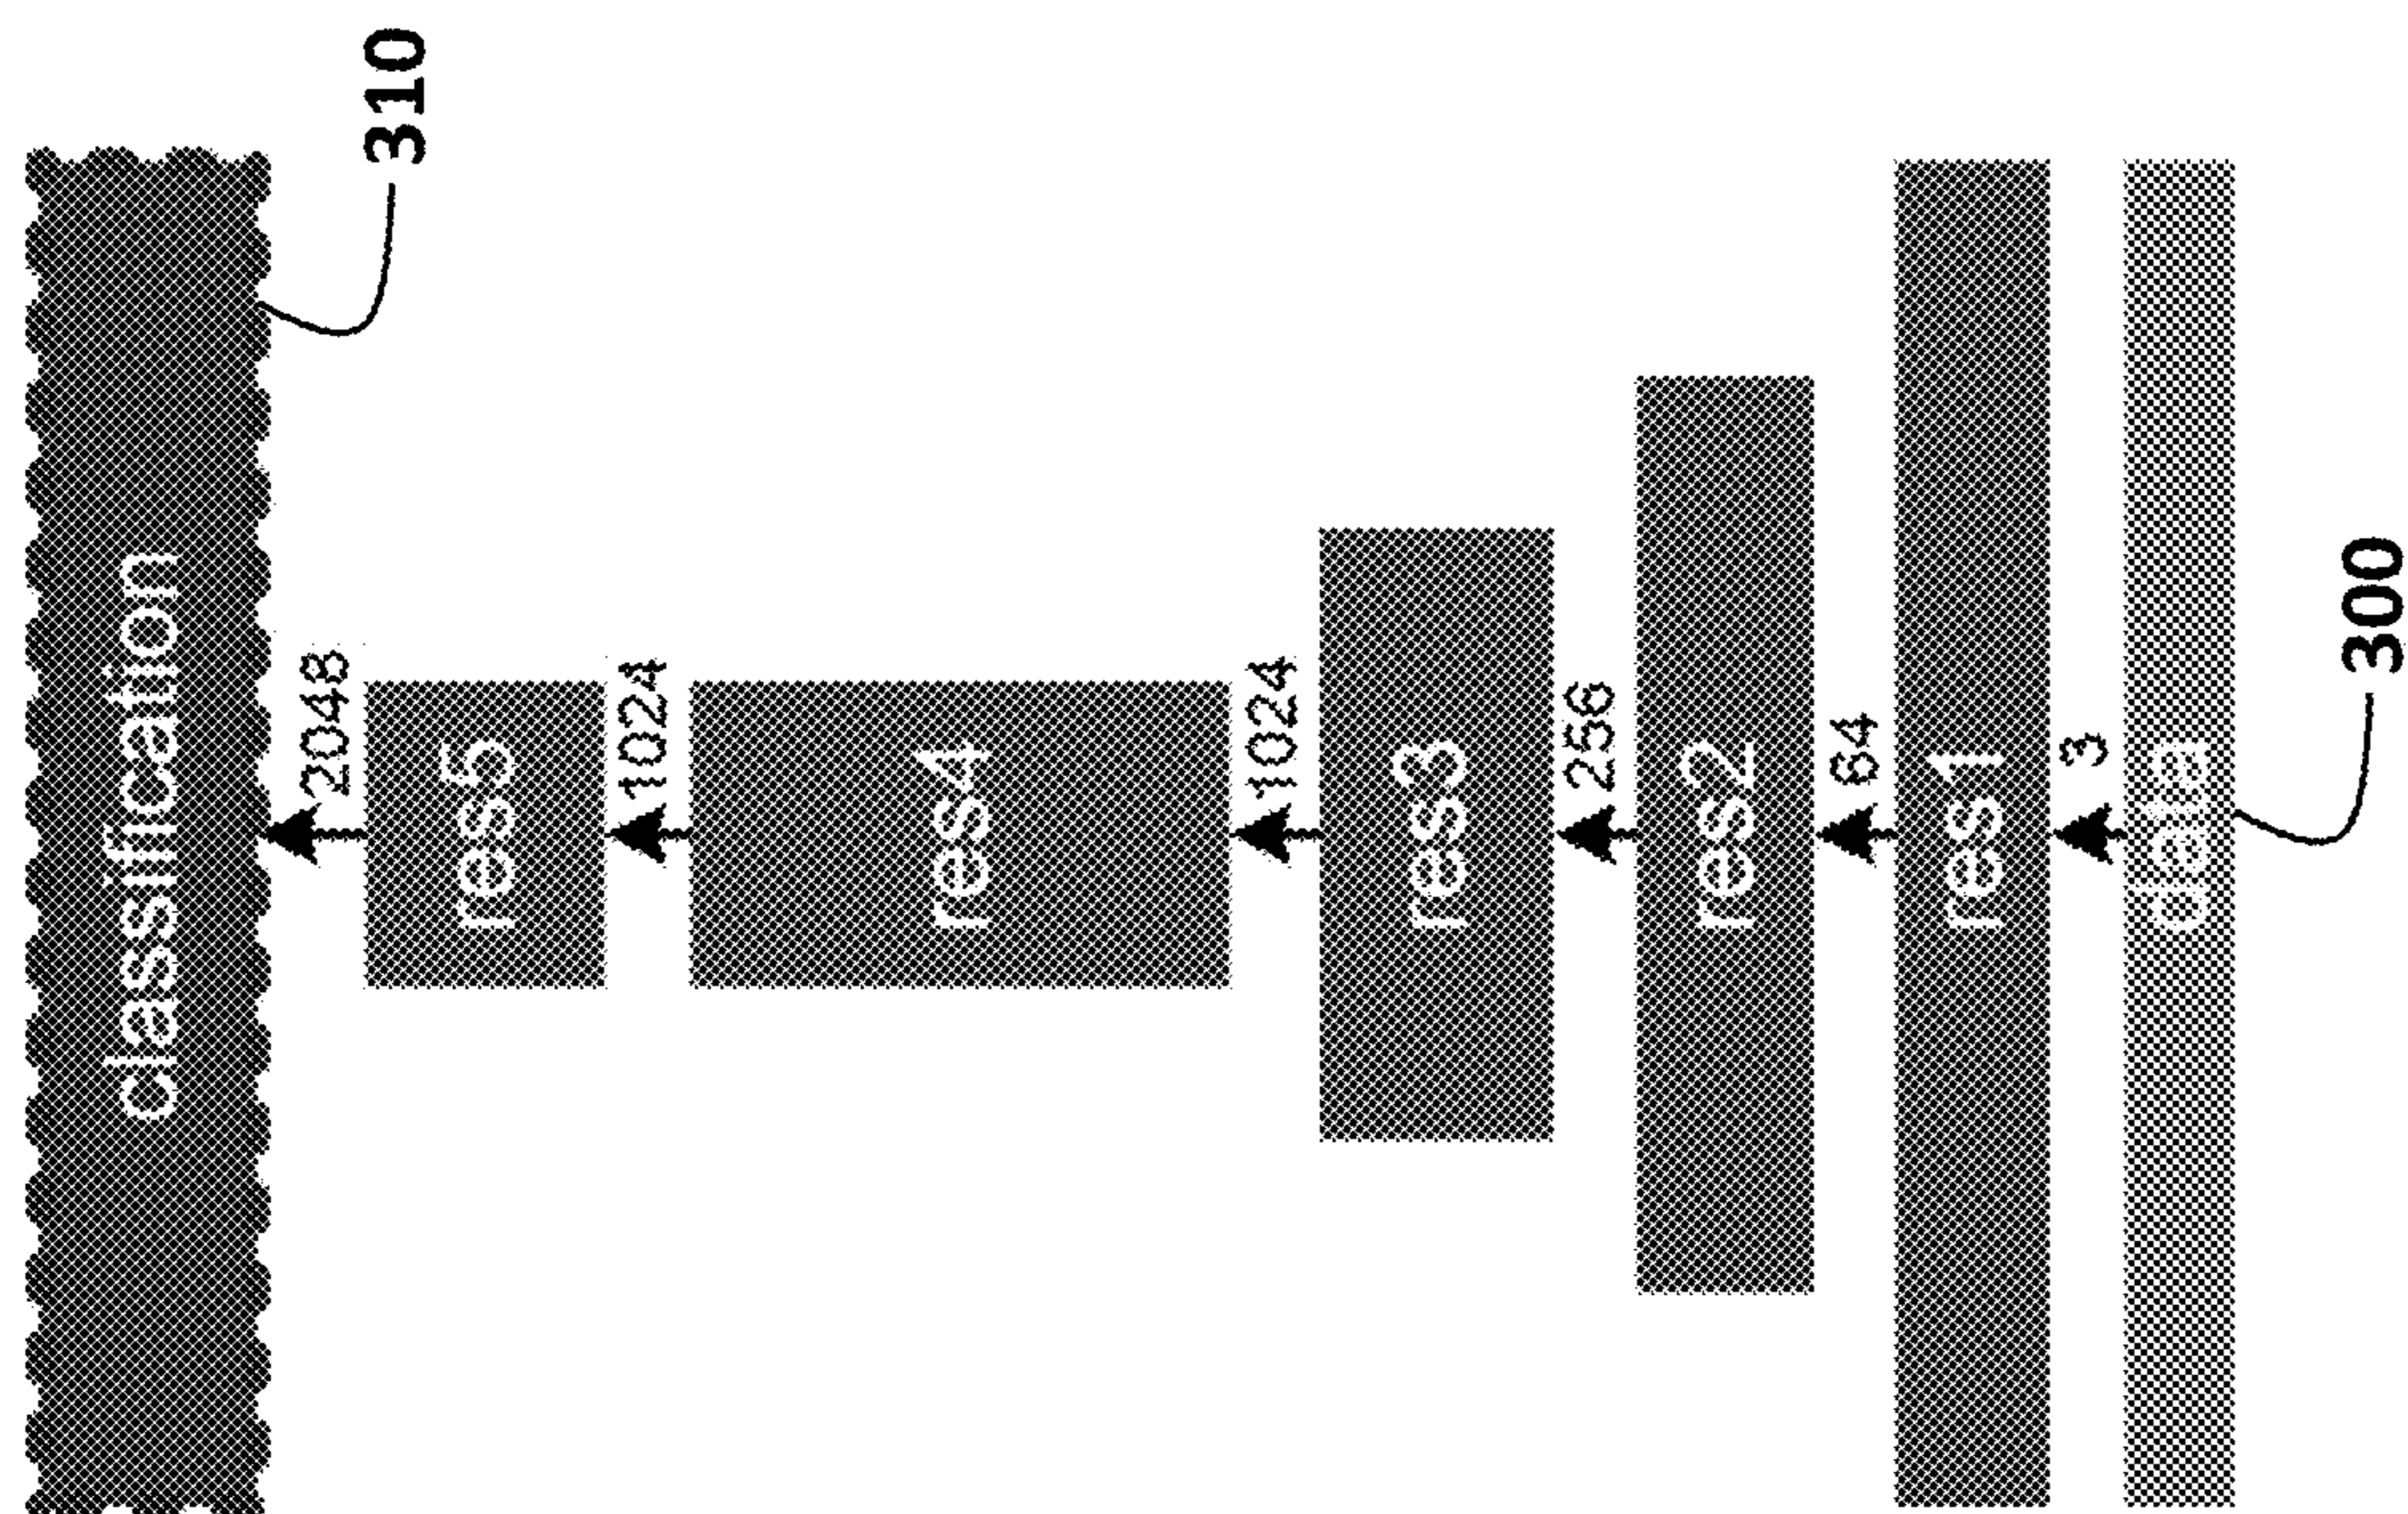 310
classification
2048
res5
1024
res4
1024
res3
256
res2
64
res1
3
data
300